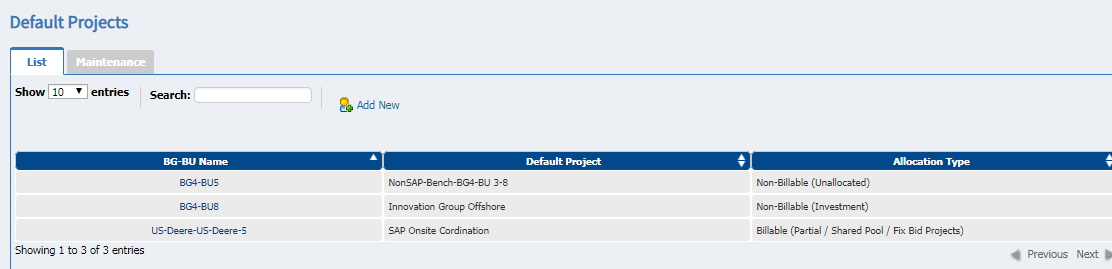 Default Projects
List Maintenance
Show 10 entries Search: Add New
BG-BU Name Default Project Allocation Type
BG4-BU5 NonSAP-Bench-BG4-BU 3-8 Non-Billable (Unallocated)
BG4-BU8 Innovation Group Offshore Non-Billable (Investment)
US-Deere-US-Deere-5 SAP Onsite Cordination Billable (Partial / Shared Pool / Fix Bid Projects)
Showing 1 to 3 of 3 entries Previous Next